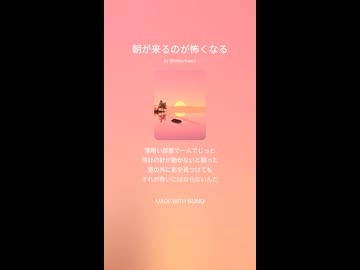 朝が来るのが怖くなる
薄暗い部屋で一人でじっと
時計の針が動かないと願った
窓の外に影を見つけても
それが救いにはならないんだ
MADE WITH SUNO